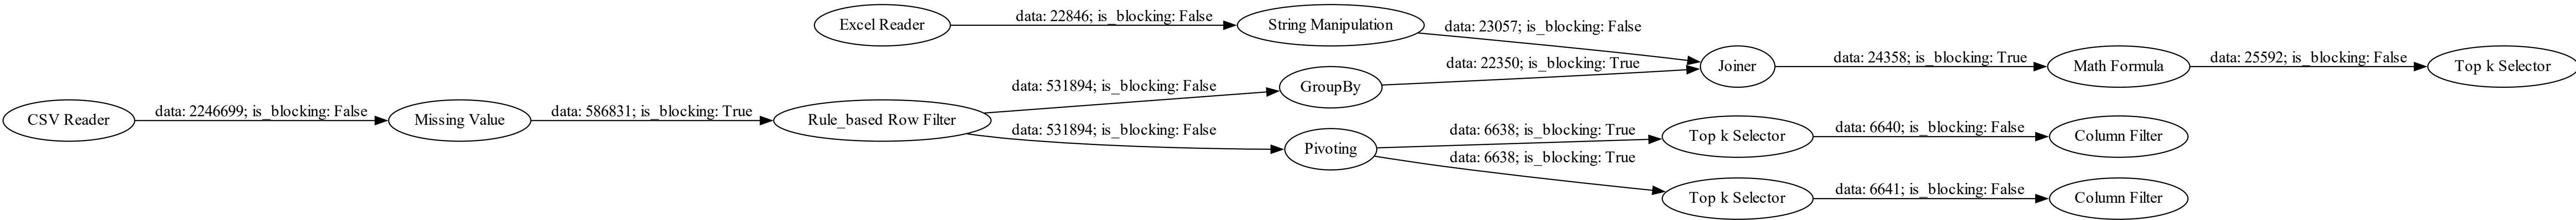 Excel Reader
data: 22846; is_blocking: False
String Manipulation
data: 23057; is_blocking: False
CSV Reader
data: 2246699; is_blocking: False
Missing Value
data: 586831; is_blocking: True
Rule_based Row Filter
data: 531894; is_blocking: False
GroupBy
data: 22350; is_blocking: True
Joiner
data: 24358; is_blocking: True
Math Formula
data: 25592; is_blocking: False
Top k Selector
data: 531894; is_blocking: False
Pivoting
data: 6638; is_blocking: True
Top k Selector
data: 6640; is_blocking: False
Column Filter
data: 6638; is_blocking: True
Top k Selector
data: 6641; is_blocking: False
Column Filter